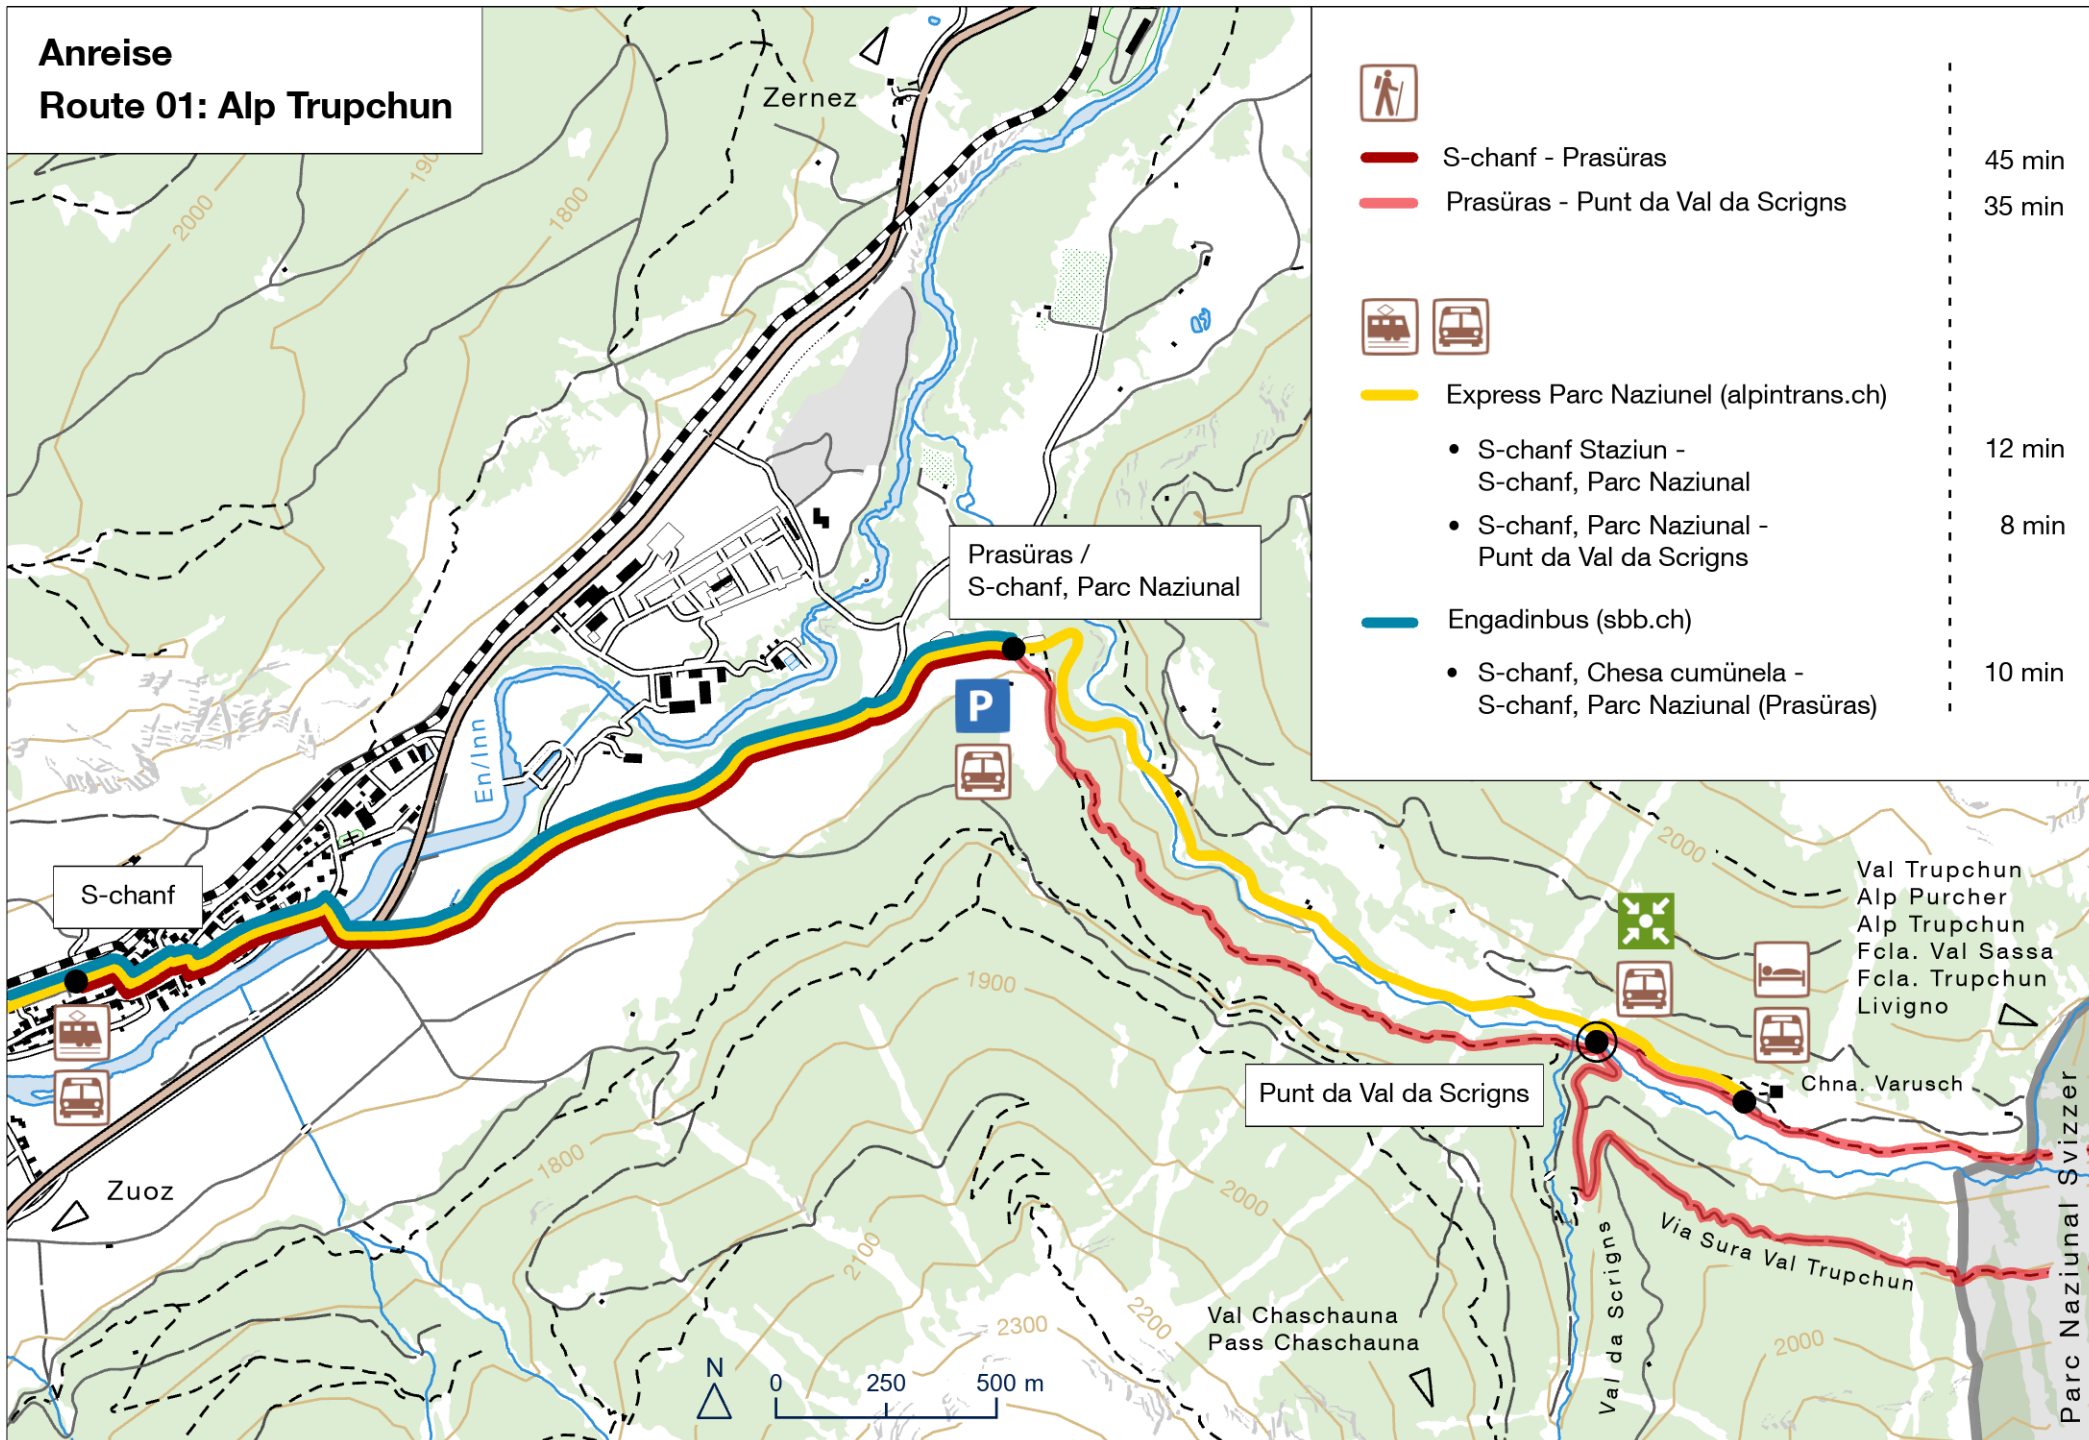 Anreise
Route 01: Alp Trupchun
S-chanf - Prasüras
45 min
Prasüras - Punt da Val da Scrigns
35 min
Express Parc Naziunel (alpintrans.ch)
S-chanf Staziun -
S-chanf, Parc Naziunal
12 min
S-chanf, Parc Naziunal -
Punt da Val da Scrigns
8 min
Engadinbus (sbb.ch)
S-chanf, Chesa cumünela -
S-chanf, Parc Naziunal (Prasüras)
10 min
Zernez
2000
190
1800
Prasüras /
S-chanf, Parc Naziunal
P
En/Inn
S-chanf
Zuoz
1800
1900
2000
2100
2200
2300
2000
2000
Punt da Val da Scrigns
Val Trupchun
Alp Purcher
Alp Trupchun
Fcla. Val Sassa
Fcla. Trupchun
Livigno
Chna. Varusch
Parc Naziunal Svizzer
Via Sura Val Trupchun
Val da Scrigns
Val Chaschauna
Pass Chaschauna
N
0 250 500 m